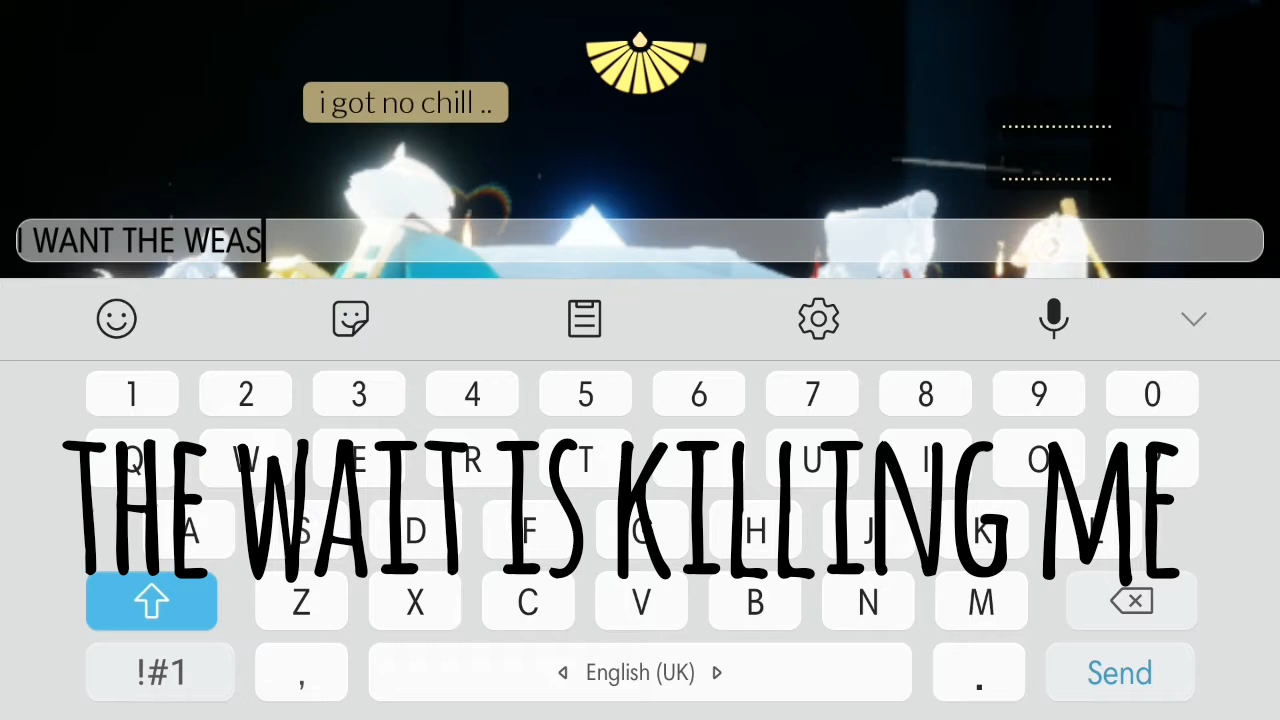 i got no chill ..
..................
..................
I WANT THE WEAS
1 2 3 4 5 6 7 8 9 0
Q W E R T U I O
THE WAIT IS KILLING ME
A S D F G H J K L
Z X C V B N M
!#1 , English (UK) . Send